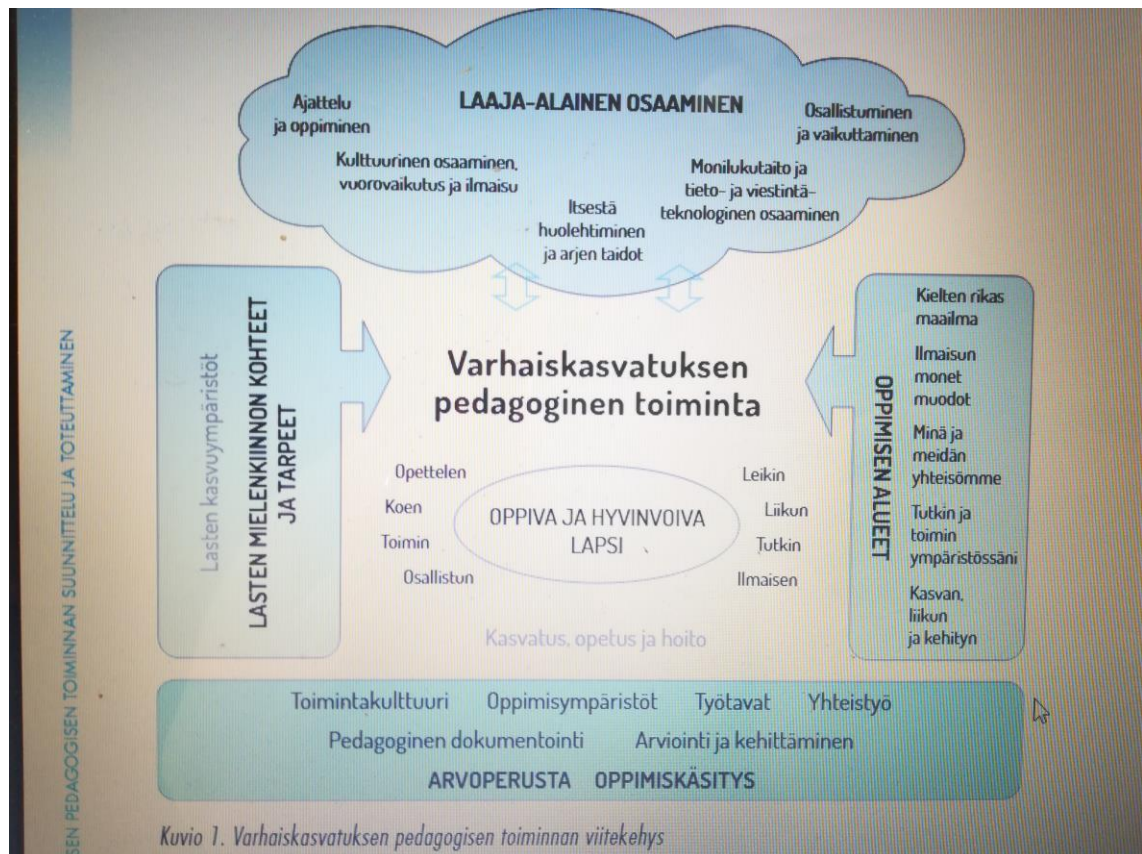 LAAJA-ALAINEN OSAAMINEN
Ajattelu
ja oppiminen
Osallistuminen
ja vaikuttaminen
Kulttuurinen osaaminen,
vuorovaikutus ja ilmaisu
Monilukutaito ja
tieto- ja viestintä-
teknologinen osaaminen
Itsestä
huolehtiminen
ja arjen taidot
Lasten kasvuympäristöt
LASTEN MIELENKIINNON KOHTEET
JA TARPEET
Varhaiskasvatuksen
pedagoginen toiminta
Opettelen
Koen
Toimin
Osallistun
OPPIVA JA HYVINVOIVA
LAPSI
Leikin
Liikun
Tutkin
Ilmaisen
Kasvatus, opetus ja hoito
OPPIMISEN ALUEET
Kielten rikas
maailma
Ilmaisun
monet
muodot
Minä ja
meidän
yhteisömme
Tutkin ja
toimin
ympäristössäni
Kasvan,
liikun
ja kehityn
Toimintakulttuuri Oppimisympäristöt Työtavat Yhteistyö
Pedagoginen dokumentointi Arviointi ja kehittäminen
ARVOPERUSTA OPPIMISKÄSITYS
Kuvio 1. Varhaiskasvatuksen pedagogisen toiminnan viitekehys
SEN PEDAGOGISEN TOIMINNAN SUUNNITTELU JA TOTEUTTAMINEN